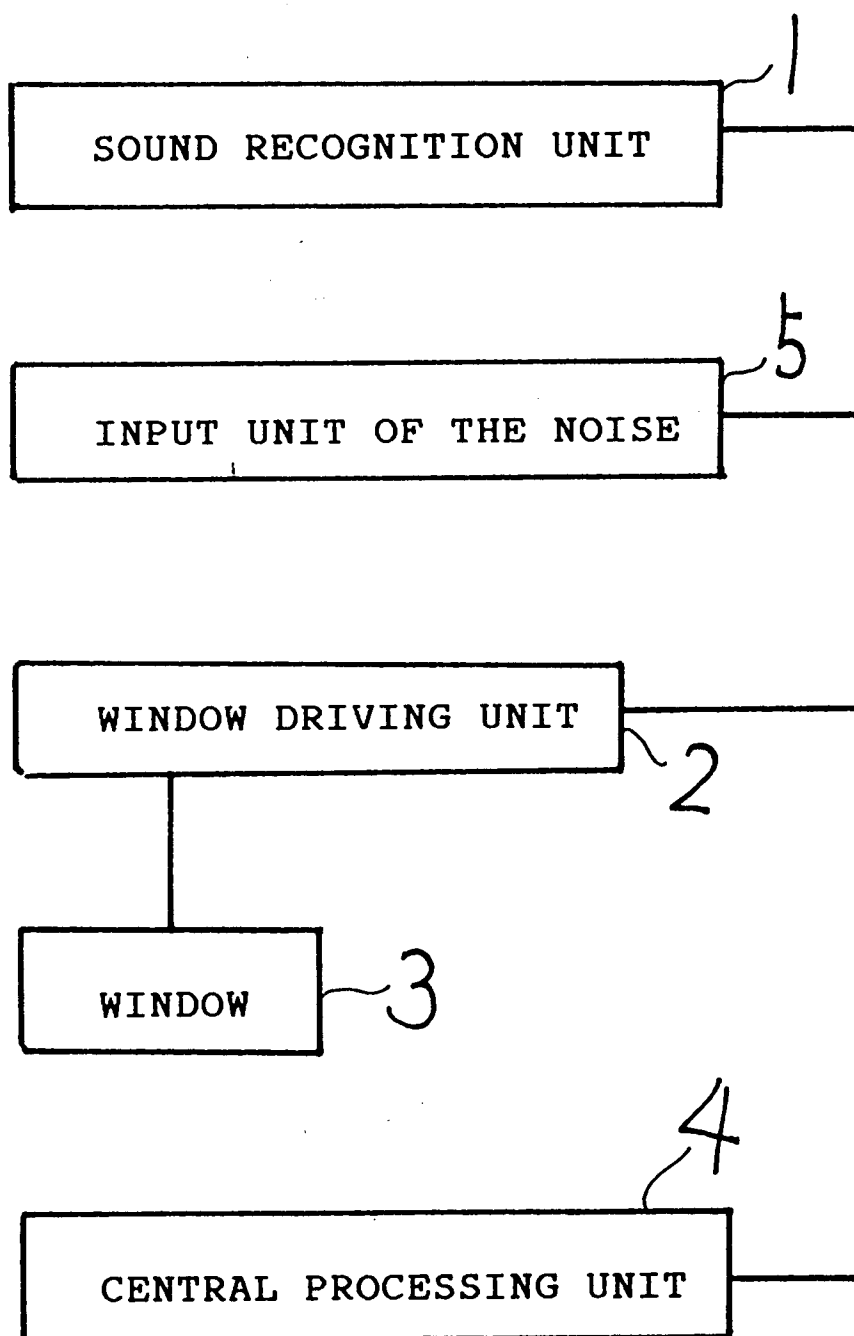 1
SOUND RECOGNITION UNIT
5
INPUT UNIT OF THE NOISE
WINDOW DRIVING UNIT
2
WINDOW
3
4
CENTRAL PROCESSING UNIT